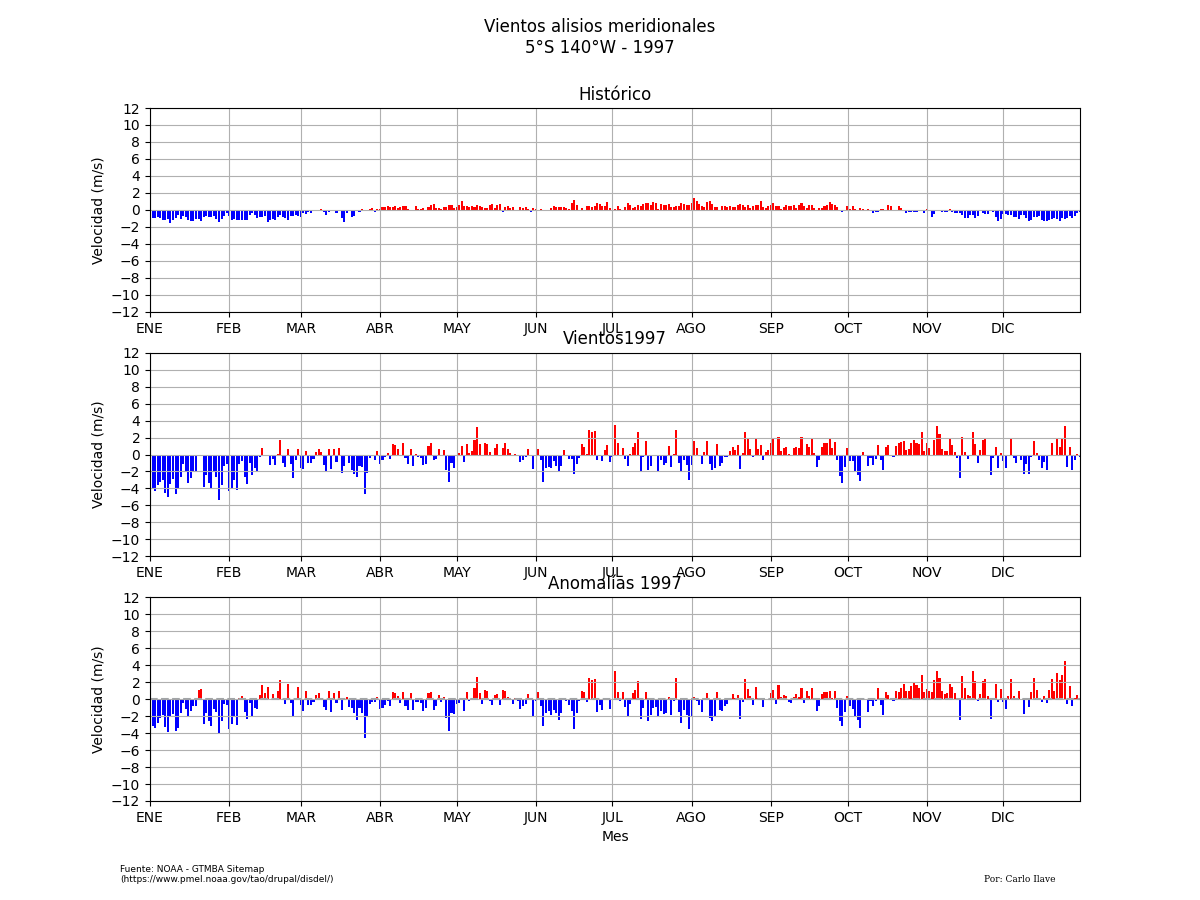 Vientos alisios meridionales
5°S 140°W - 1997
Histórico
12
10
8
6
4
2
0
−2
−4
−6
−8
−10
−12
Velocidad (m/s)
ENE FEB MAR ABR MAY JUN JUL AGO SEP OCT NOV DIC
Vientos1997
12
10
8
6
4
2
0
−2
−4
−6
−8
−10
−12
Velocidad (m/s)
ENE FEB MAR ABR MAY JUN JUL AGO SEP OCT NOV DIC
Anomalías 1997
12
10
8
6
4
2
0
−2
−4
−6
−8
−10
−12
Velocidad (m/s)
ENE FEB MAR ABR MAY JUN JUL AGO SEP OCT NOV DIC
Mes
Fuente: NOAA - GTMBA Sitemap
(https://www.pmel.noaa.gov/tao/drupal/disdel/)
Por: Carlo Ilave